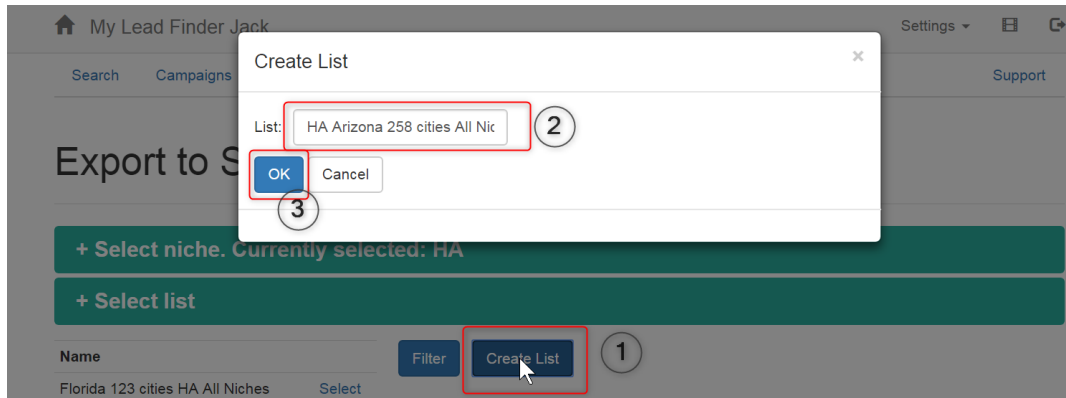 My Lead Finder Jack
Settings
Search
Campaigns
Support
Create List
×
List:
HA Arizona 258 cities All Nic
2
OK
Cancel
3
Export to S
+ Select niche. Currently selected: HA
+ Select list
Name
Filter
Create List
1
Florida 123 cities HA All Niches
Select